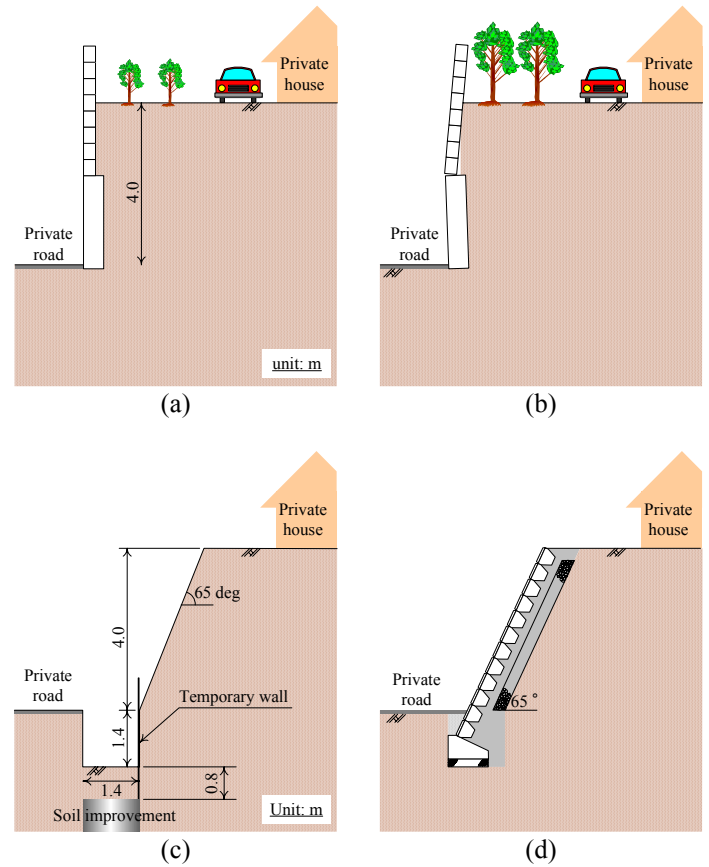 Private
house
4.0
Private
road
unit: m
(a)
Private
house
Private
road
(b)
Private
house
65 deg
4.0
Private
road
Temporary wall
1.4
1.4
0.8
Soil improvement
Unit: m
(c)
Private
house
Private
road
65°
(d)